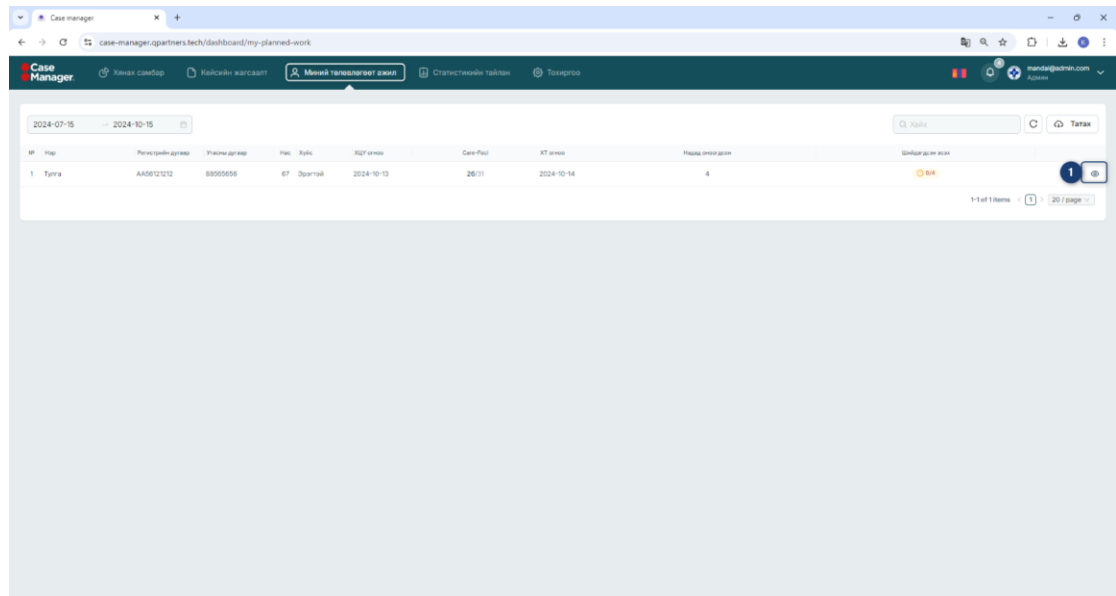 Case manager
case-manager.qpartners.tech/dashboard/my-planned-work
Case Manager.
Хянах самбар
Кейсийн жагсаалт
Миний төлөвлөгөөт ажил
Статистикийн тайлан
Тохиргоо
4
mandal@admin.com
Админ
2024-07-15 → 2024-10-15
Хайх
Татах
№ Нэр Регистрийн дугаар Утасны дугаар Нас Хүйс ХЦУ огноо Care-Pool ХТ огноо Надад оноогдсон Шийдэгдсэн эсэх
1 Тулга АА56121212 88565656 67 Эрэгтэй 2024-10-13 26/31 2024-10-14 4 0/4
1
1-1 of 1 items < 1 > 20 / page